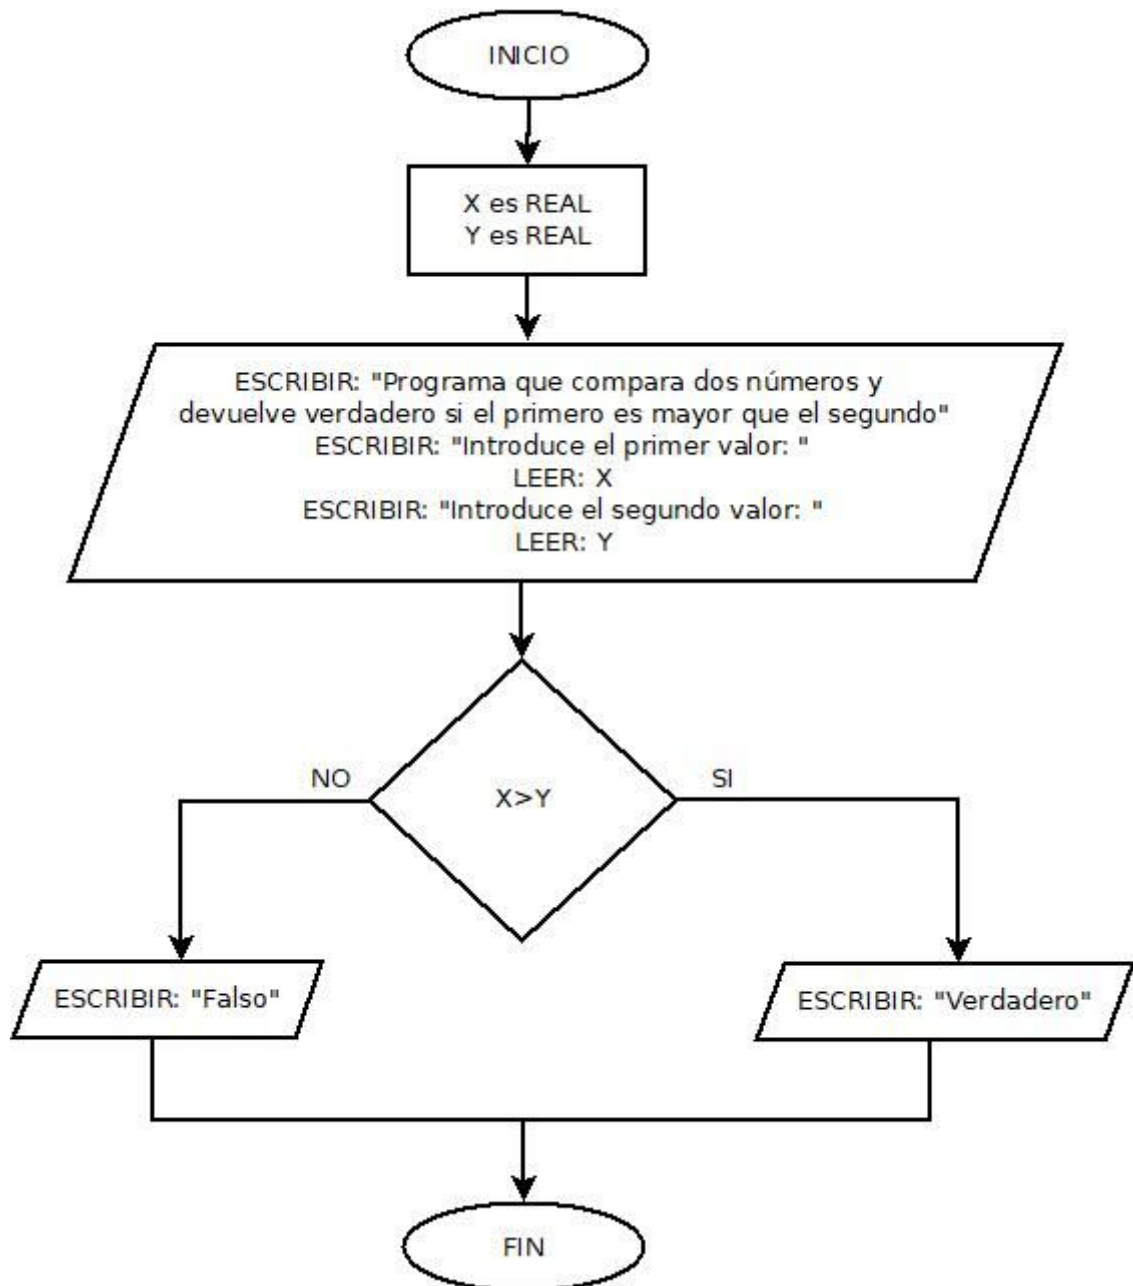 INICIO
X es REAL
Y es REAL
ESCRIBIR: "Programa que compara dos números y
devuelve verdadero si el primero es mayor que el segundo"
ESCRIBIR: "Introduce el primer valor: "
LEER: X
ESCRIBIR: "Introduce el segundo valor: "
LEER: Y
NO
X>Y
SI
ESCRIBIR: "Falso"
ESCRIBIR: "Verdadero"
FIN